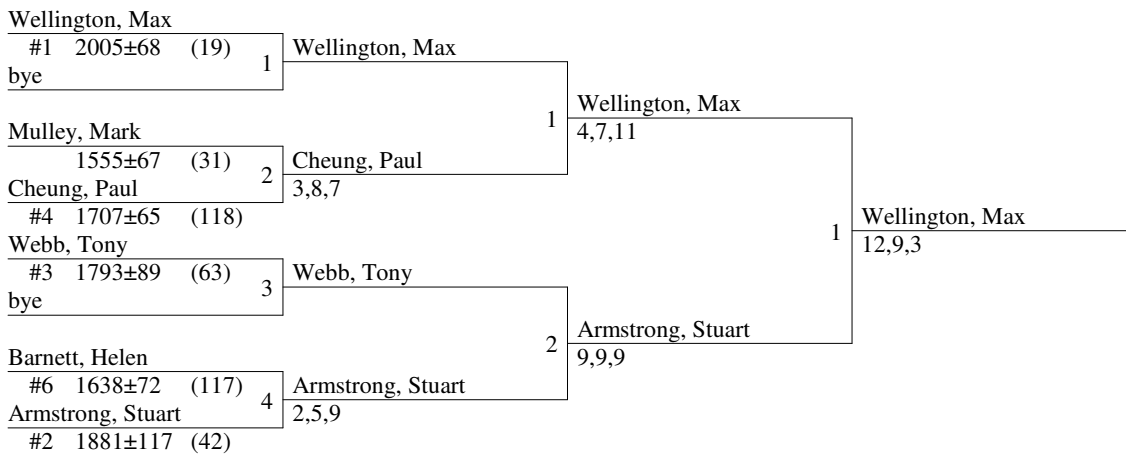 Wellington, Max
#1 2005±68 (19)
bye
1
Wellington, Max
Mulley, Mark
1555±67 (31)
Cheung, Paul
#4 1707±65 (118)
2
Cheung, Paul
3,8,7
1
Wellington, Max
4,7,11
Webb, Tony
#3 1793±89 (63)
bye
3
Webb, Tony
Barnett, Helen
#6 1638±72 (117)
Armstrong, Stuart
#2 1881±117 (42)
4
Armstrong, Stuart
2,5,9
2
Armstrong, Stuart
9,9,9
1
Wellington, Max
12,9,3